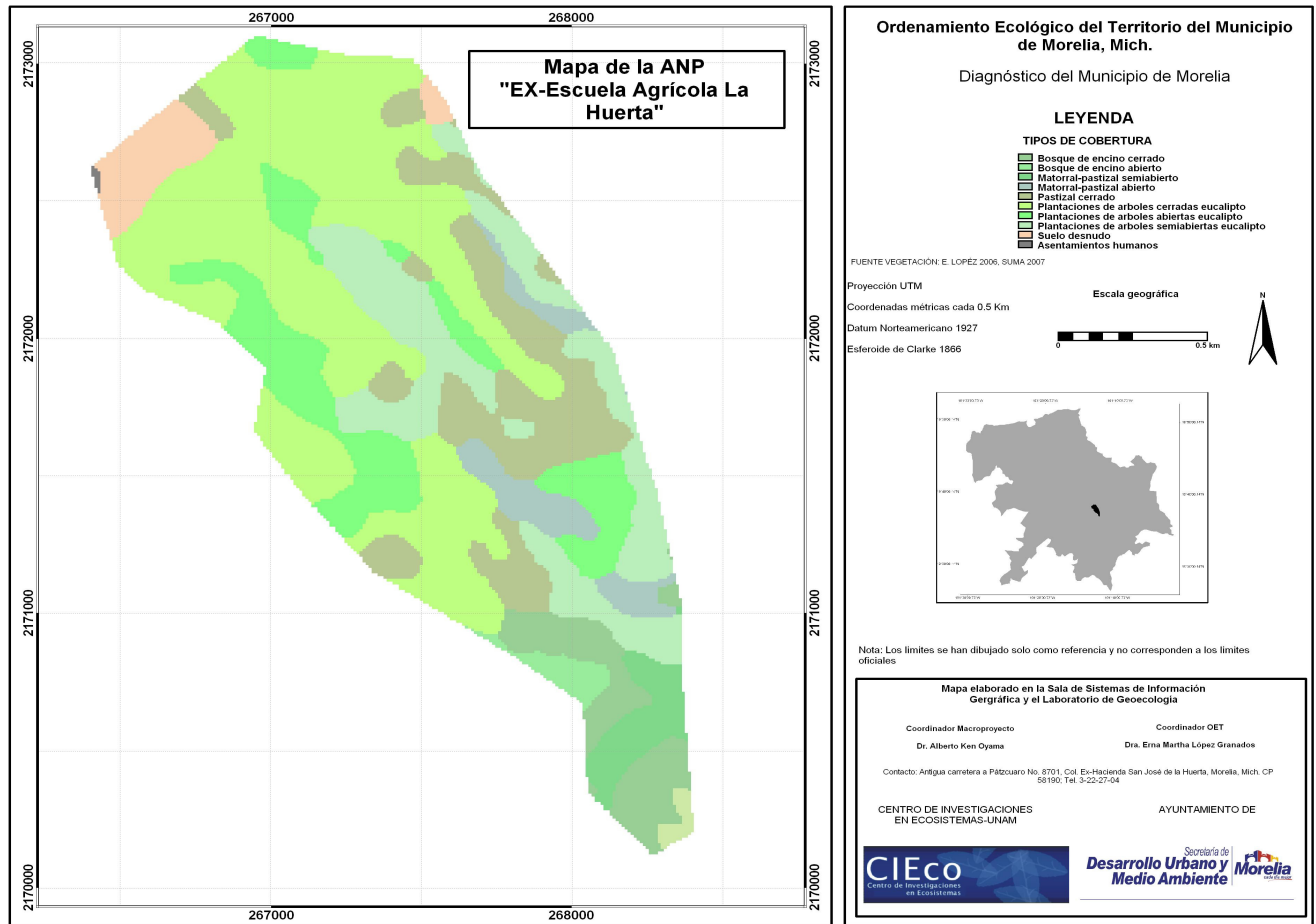 267000
268000
2173000
2173000
Mapa de la ANP
"EX-Escuela Agrícola La
Huerta"
2172000
2172000
2171000
2171000
2170000
2170000
267000
268000
Ordenamiento Ecológico del Territorio del Municipio
de Morelia, Mich.
Diagnóstico del Municipio de Morelia
LEYENDA
TIPOS DE COBERTURA
Bosque de encino cerrado
Bosque de encino abierto
Matorral-pastizal semiabierto
Matorral-pastizal abierto
Pastizal cerrado
Plantaciones de arboles cerradas eucalipto
Plantaciones de arboles abiertas eucalipto
Plantaciones de arboles semiabiertas eucalipto
Suelo desnudo
Asentamientos humanos
FUENTE VEGETACIÓN: E. LOPÉZ 2006, SUMA 2007
Proyección UTM
Coordenadas métricas cada 0.5 Km
Datum Norteamericano 1927
Esferoide de Clarke 1866
Escala geográfica
0
0.5 km
N
Nota: Los limites se han dibujado solo como referencia y no corresponden a los limites
oficiales
Mapa elaborado en la Sala de Sistemas de Información
Gergráfica y el Laboratorio de Geoecologia
Coordinador Macroproyecto
Dr. Alberto Ken Oyama
Coordinador OET
Dra. Erna Martha López Granados
Contacto: Antigua carretera a Pátzcuaro No. 8701, Col. Ex-Hacienda San José de la Huerta, Morelia, Mich. CP
58190; Tel. 3-22-27-04
CENTRO DE INVESTIGACIONES
EN ECOSISTEMAS-UNAM
AYUNTAMIENTO DE
CIEco
Centro de Investigaciones
en Ecosistemas
Secretaría de
Desarrollo Urbano y
Medio Ambiente
Morelia